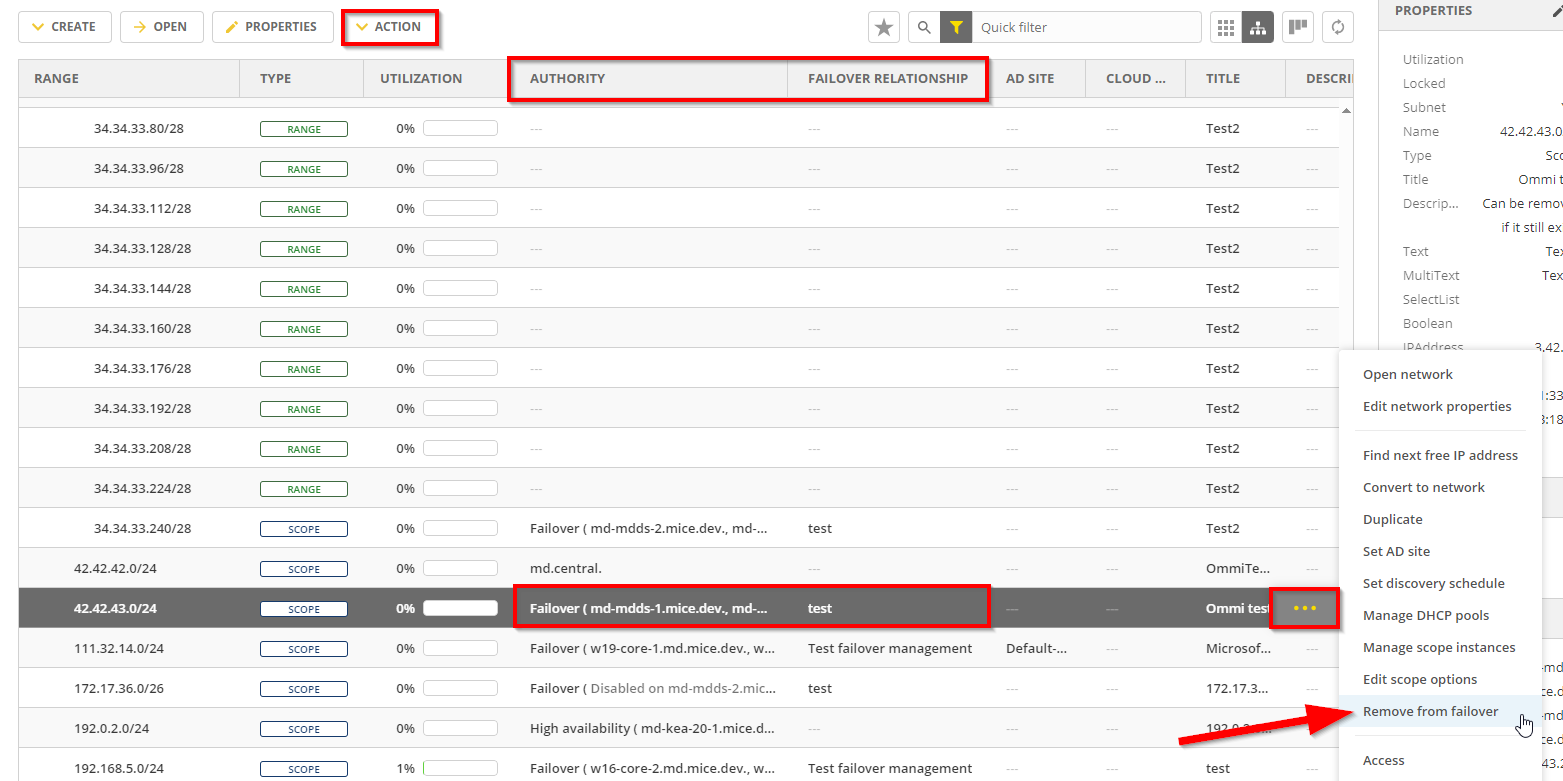 CREATE OPEN PROPERTIES ACTION Quick filter
RANGE TYPE UTILIZATION AUTHORITY FAILOVER RELATIONSHIP AD SITE CLOUD ... TITLE DESCRI
34.34.33.80/28 RANGE 0% --- --- --- --- Test2 ---
34.34.33.96/28 RANGE 0% --- --- --- --- Test2 ---
34.34.33.112/28 RANGE 0% --- --- --- --- Test2 ---
34.34.33.128/28 RANGE 0% --- --- --- --- Test2 ---
34.34.33.144/28 RANGE 0% --- --- --- --- Test2 ---
34.34.33.160/28 RANGE 0% --- --- --- --- Test2 ---
34.34.33.176/28 RANGE 0% --- --- --- --- Test2 ---
34.34.33.192/28 RANGE 0% --- --- --- --- Test2 ---
34.34.33.208/28 RANGE 0% --- --- --- --- Test2 ---
34.34.33.224/28 RANGE 0% --- --- --- --- Test2 ---
34.34.33.240/28 SCOPE 0% Failover ( md-mdds-2.mice.dev., md-... test --- --- Test2 ---
42.42.42.0/24 SCOPE 0% md.central. --- --- --- OmmiTe... ---
42.42.43.0/24 SCOPE 0% Failover ( md-mdds-1.mice.dev., md-... test --- --- Ommi test
111.32.14.0/24 SCOPE 0% Failover ( w19-core-1.md.mice.dev., w... Test failover management Default-... --- Microsof... ---
172.17.36.0/26 SCOPE 0% Failover ( Disabled on md-mdds-2.mic... test --- --- 172.17.3... ---
192.0.2.0/24 SCOPE 0% High availability ( md-kea-20-1.mice.d... --- --- --- 192.0.2.0... ---
192.168.5.0/24 SCOPE 1% Failover ( w16-core-2.md.mice.dev., w... Test failover management --- --- test ---
PROPERTIES
Utilization
Locked
Subnet
Name 42.42.43.0
Type Sco
Title Ommi t
Descrip... Can be remov
if it still ex
Text Tex
MultiText Tex
SelectList
Boolean
IPAddress 3.42.
1:33
3:18
Open network
Edit network properties
Find next free IP address
Convert to network
Duplicate
Set AD site
Set discovery schedule
Manage DHCP pools
Manage scope instances
Edit scope options
Remove from failover
Access
-md
ice.d
-md
ice.d
43.2